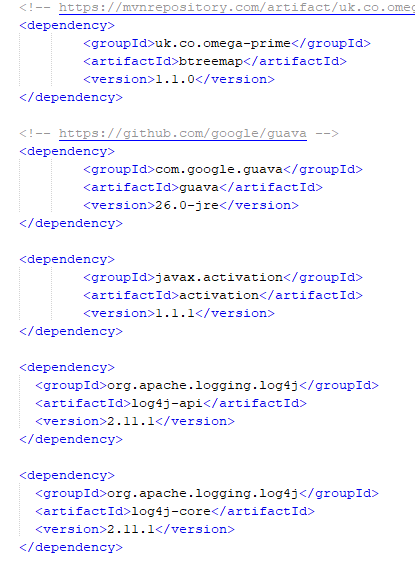 <!-- https://mvnrepository.com/artifact/uk.co.ome
<dependency>
<groupId>uk.co.omega-prime</groupId>
<artifactId>btreemap</artifactId>
<version>1.1.0</version>
</dependency>
<!-- https://github.com/google/guava -->
<dependency>
<groupId>com.google.guava</groupId>
<artifactId>guava</artifactId>
<version>26.0-jre</version>
</dependency>
<dependency>
<groupId>javax.activation</groupId>
<artifactId>activation</artifactId>
<version>1.1.1</version>
</dependency>
<dependency>
<groupId>org.apache.logging.log4j</groupId>
<artifactId>log4j-api</artifactId>
<version>2.11.1</version>
</dependency>
<dependency>
<groupId>org.apache.logging.log4j</groupId>
<artifactId>log4j-core</artifactId>
<version>2.11.1</version>
</dependency>